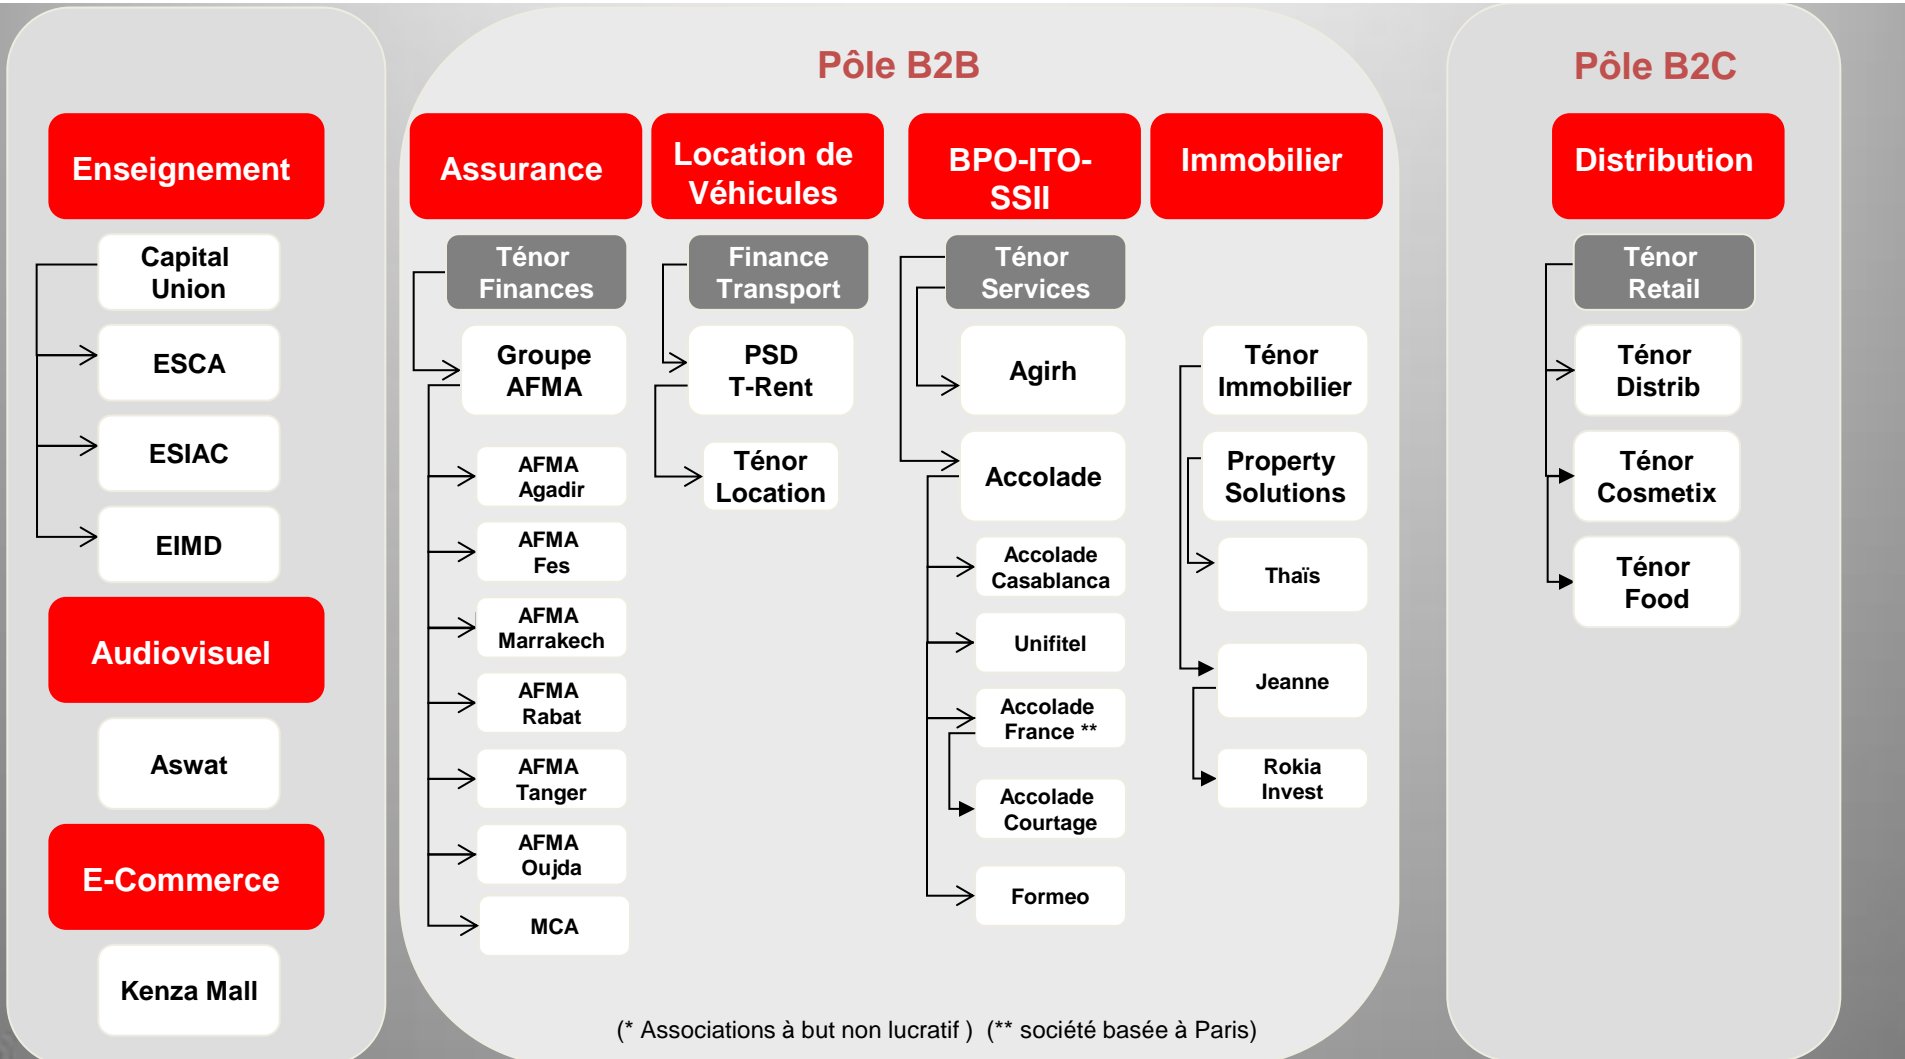 Enseignement
Capital
Union
ESCA
ESIAC
EIMD
Audiovisuel
Aswat
E-Commerce
Kenza Mall
Pôle B2B
Assurance
Ténor
Finances
Groupe
AFMA
AFMA
Agadir
AFMA
Fes
AFMA
Marrakech
AFMA
Rabat
AFMA
Tanger
AFMA
Oujda
MCA
Location de
Véhicules
Finance
Transport
PSD
T-Rent
Ténor
Location
BPO-ITO-
SSII
Ténor
Services
Agirh
Accolade
Accolade
Casablanca
Unifitel
Accolade
France **
Accolade
Courtage
Formeo
Immobilier
Ténor
Immobilier
Property
Solutions
Thaïs
Jeanne
Rokia
Invest
(* Associations à but non lucratif ) (** société basée à Paris)
Pôle B2C
Distribution
Ténor
Retail
Ténor
Distrib
Ténor
Cosmetix
Ténor
Food